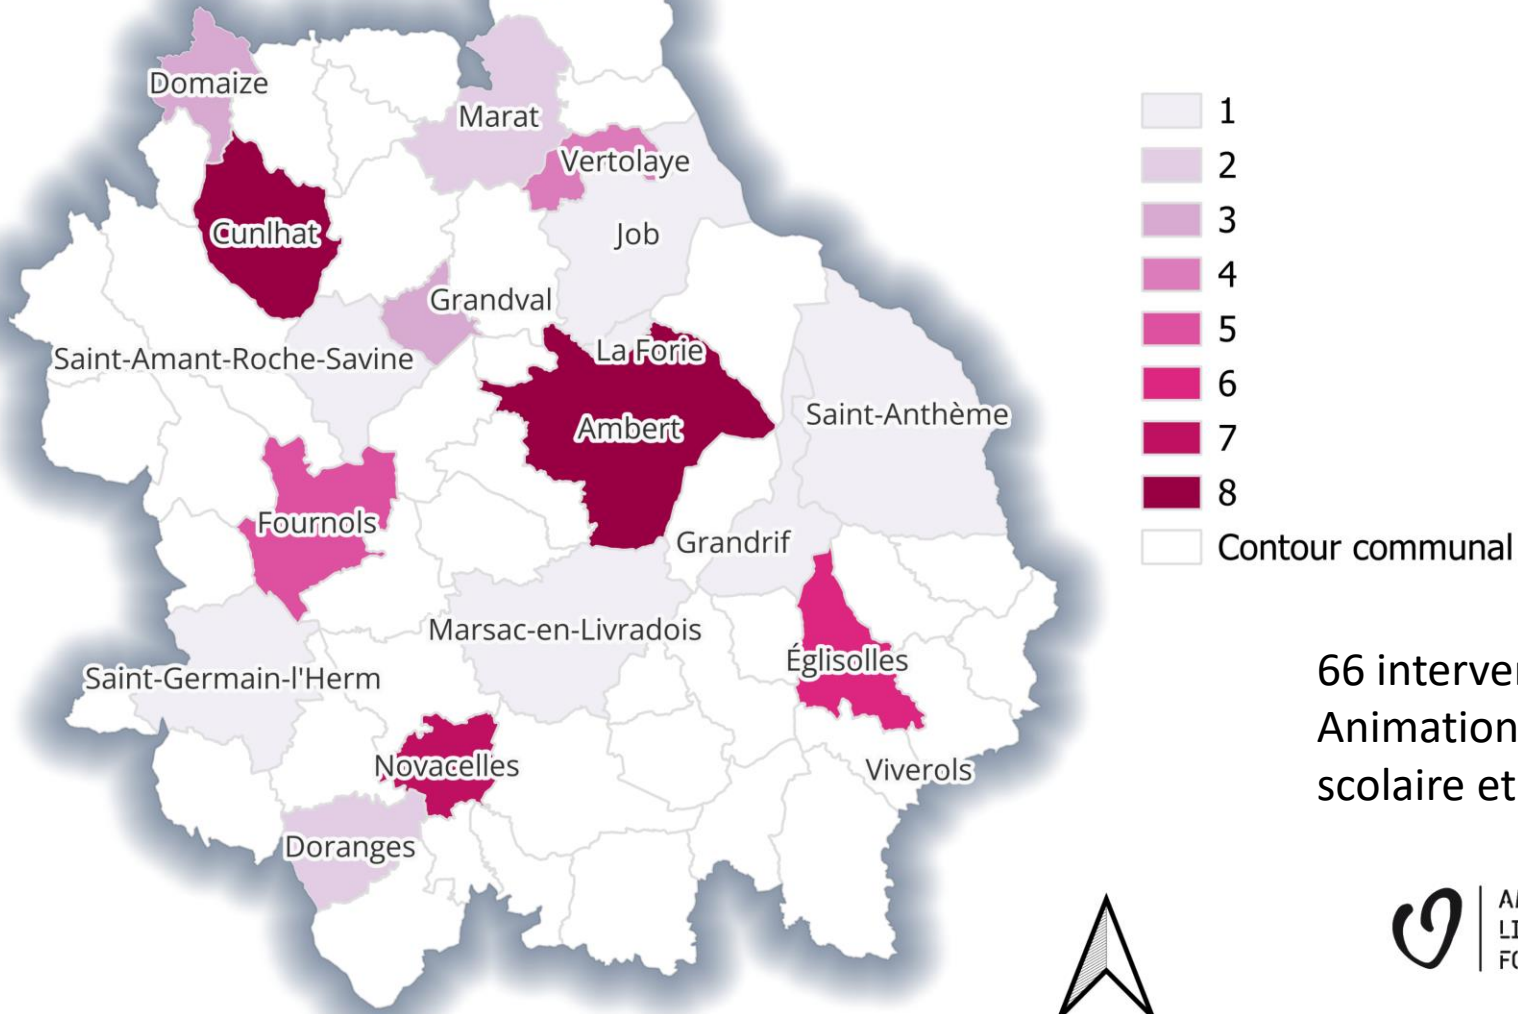 Domaize
Marat
Vertolaye
Cunlhat
Job
Grandval
La Forie
Saint-Amant-Roche-Savine
Saint-Anthème
Ambert
Fournols
Grandrif
Marsac-en-Livradois
Églisolles
Saint-Germain-l'Herm
Novacelles
Viverols
Doranges
1
2
3
4
5
6
7
8
Contour communal
66
Animation
scolaire et